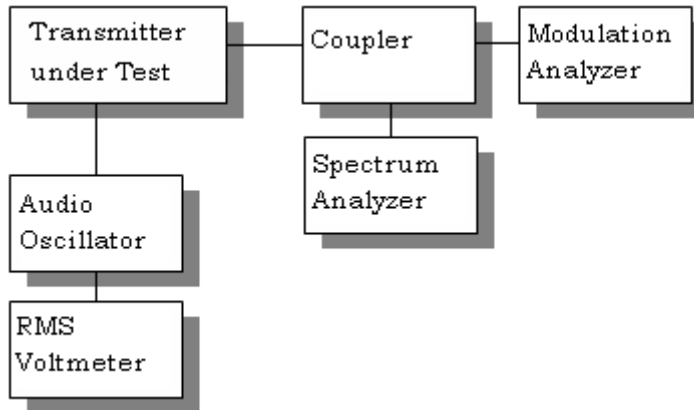 Transmitter
under Test
Coupler
Modulation
Analyzer
Spectrum
Analyzer
Audio
Oscillator
RMS
Voltmeter